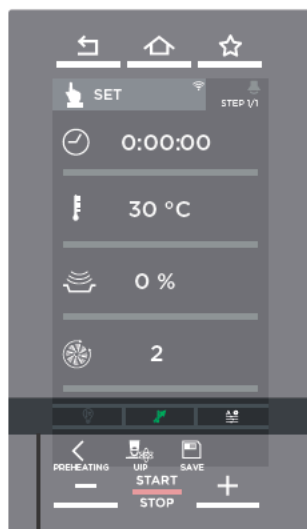 SET
STEP 1/1
0:00:00
30 °C
0 %
2
PREHEATING UIP SAVE
START
STOP